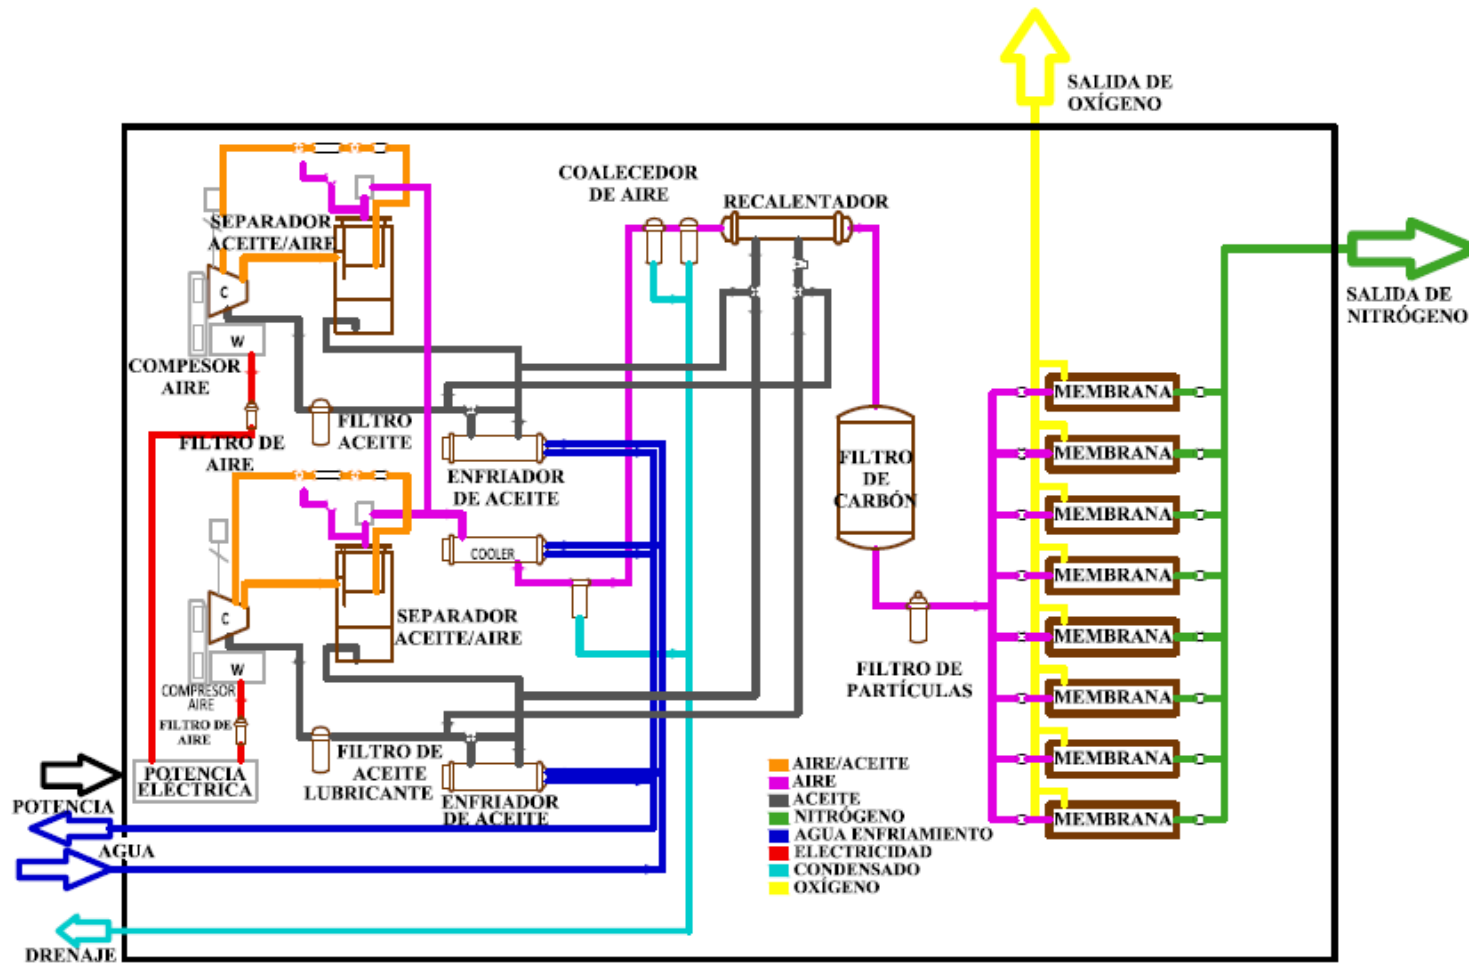 SALIDA DE
OXÍGENO
COALECEDOR
DE AIRE
RECALENTADOR
SEPARADOR
ACEITE/AIRE
C
W
COMPESOR
AIRE
SALIDA DE
NITRÓGENO
FILTRO
ACEITE
FILTRO DE
AIRE
ENFRIADOR
DE ACEITE
FILTRO
DE
CARBÓN
MEMBRANA
MEMBRANA
MEMBRANA
MEMBRANA
MEMBRANA
MEMBRANA
MEMBRANA
MEMBRANA
COOLER
C
SEPARADOR
ACEITE/AIRE
W
COMPRESOR
AIRE
FILTRO DE
AIRE
FILTRO DE
PARTÍCULAS
FILTRO DE
ACEITE
LUBRICANTE
POTENCIA
ELÉCTRICA
ENFRIADOR
DE ACEITE
POTENCIA
AGUA
DRENAJE
AIRE/ACEITE
AIRE
ACEITE
NITRÓGENO
AGUA ENFRIAMIENTO
ELECTRICIDAD
CONDENSADO
OXÍGENO